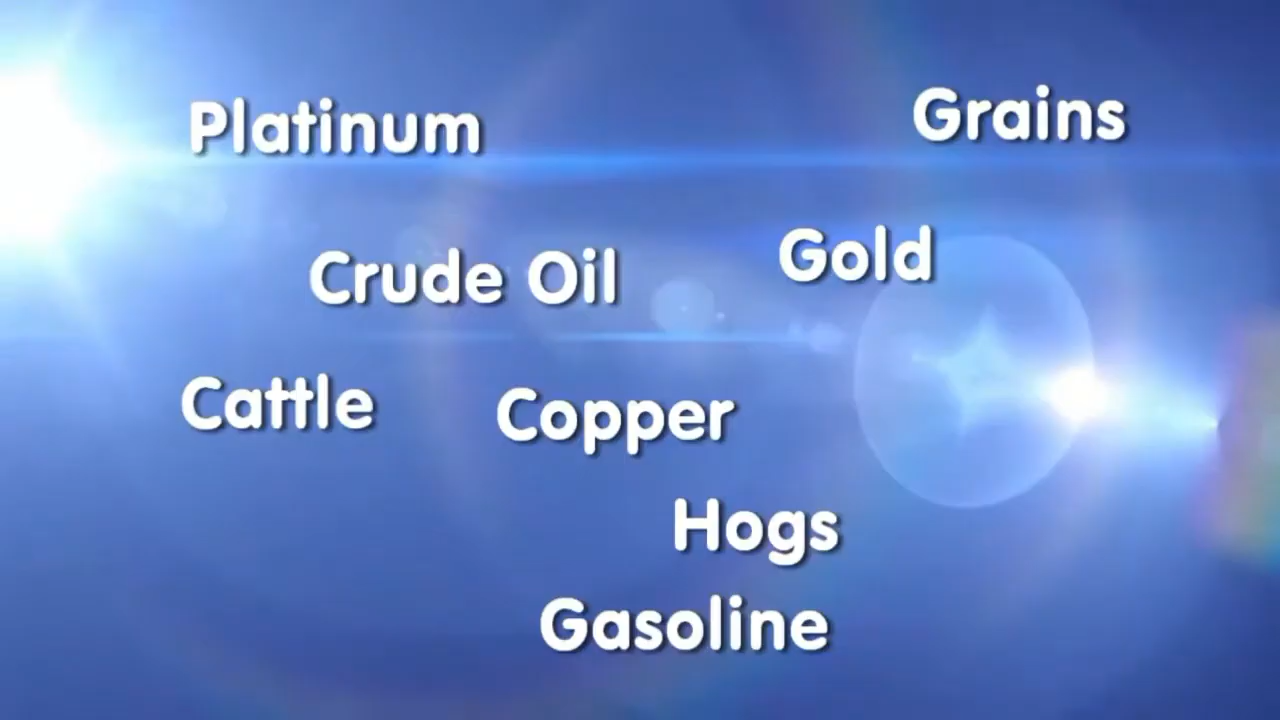 Platinum
Grains
Crude Oil
Gold
Cattle
Copper
Hogs
Gasoline